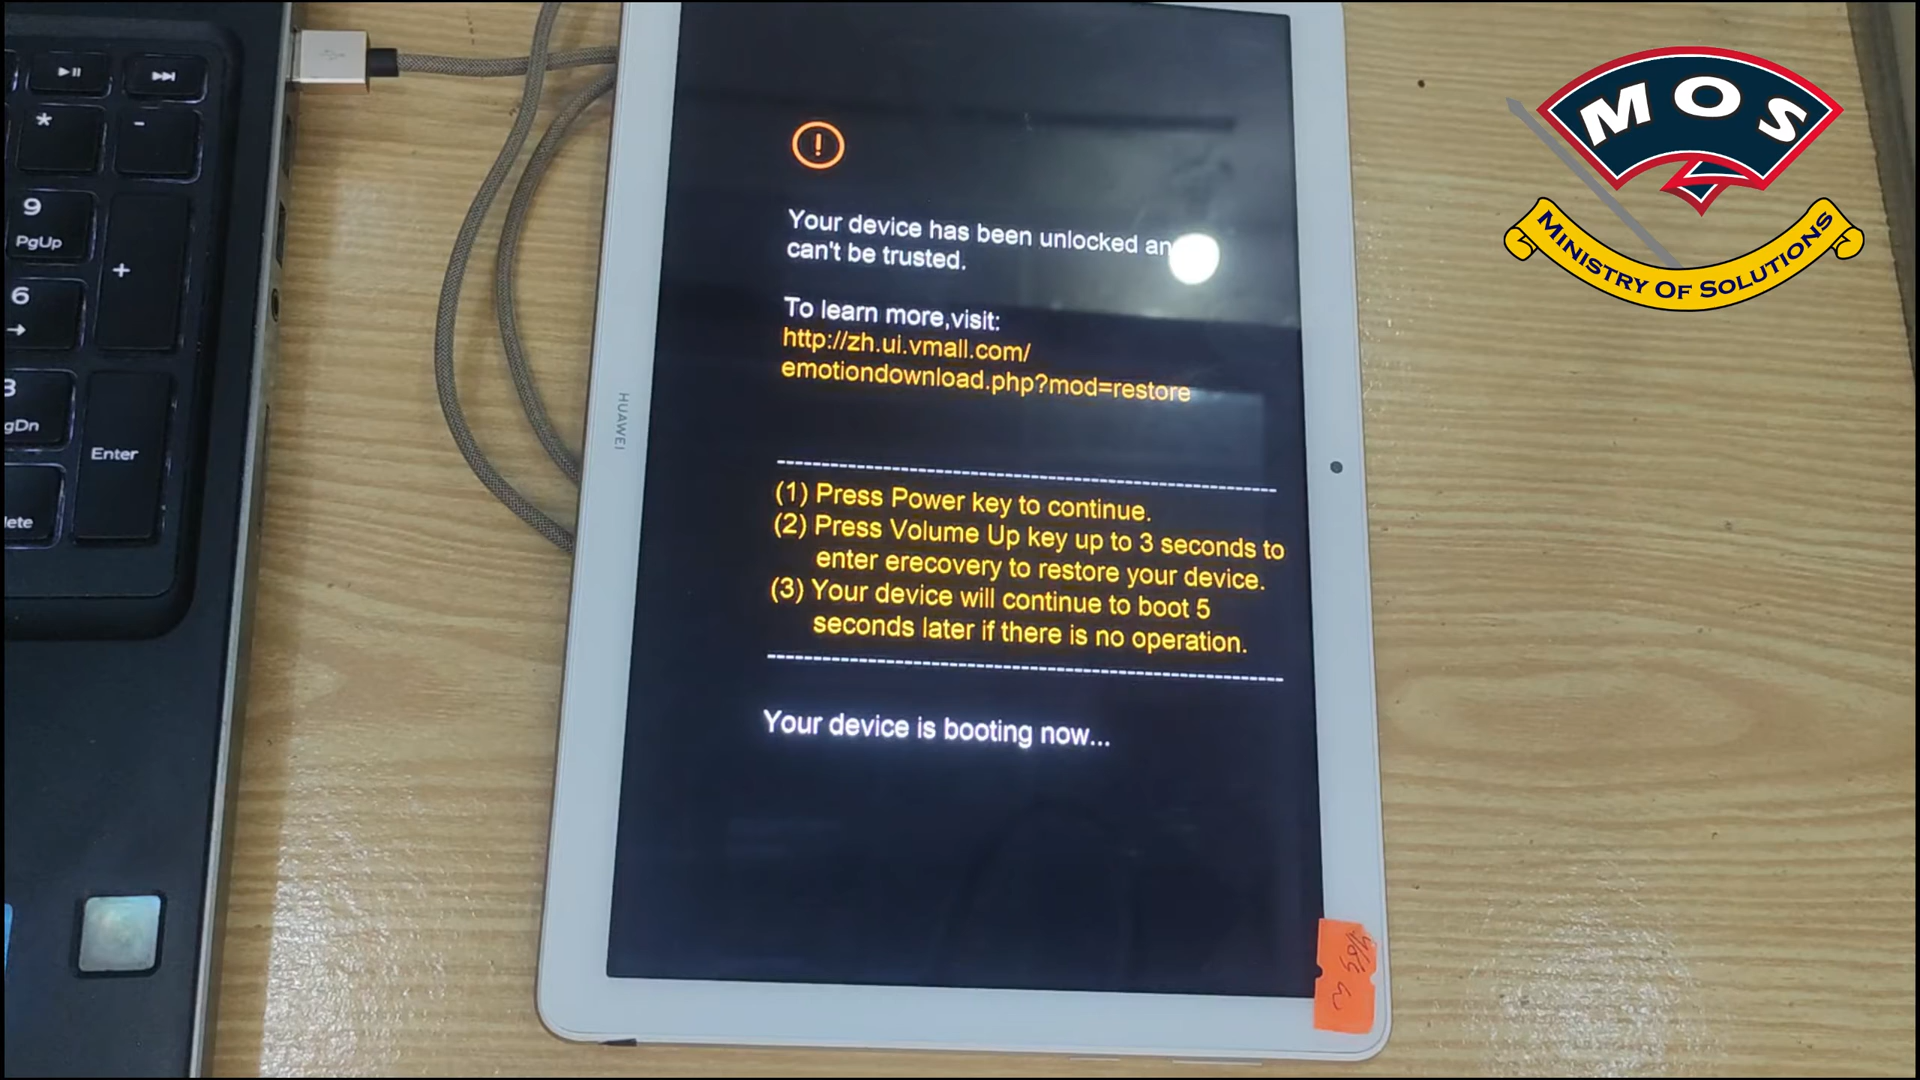 Your device has been unlocked an
can't be trusted.
To learn more,visit:
http://zh.ui.vmall.com/
emotiondownload.php?mod=restore
(1) Press Power key to continue.
(2) Press Volume Up key up to 3 seconds to
enter erecovery to restore your device.
(3) Your device will continue to boot 5
seconds later if there is no operation.
Your device is booting now...
HUAWEI
MOS
MINISTRY OF SOLUTIONS
*
-
9
PgUp
+
6
Enter